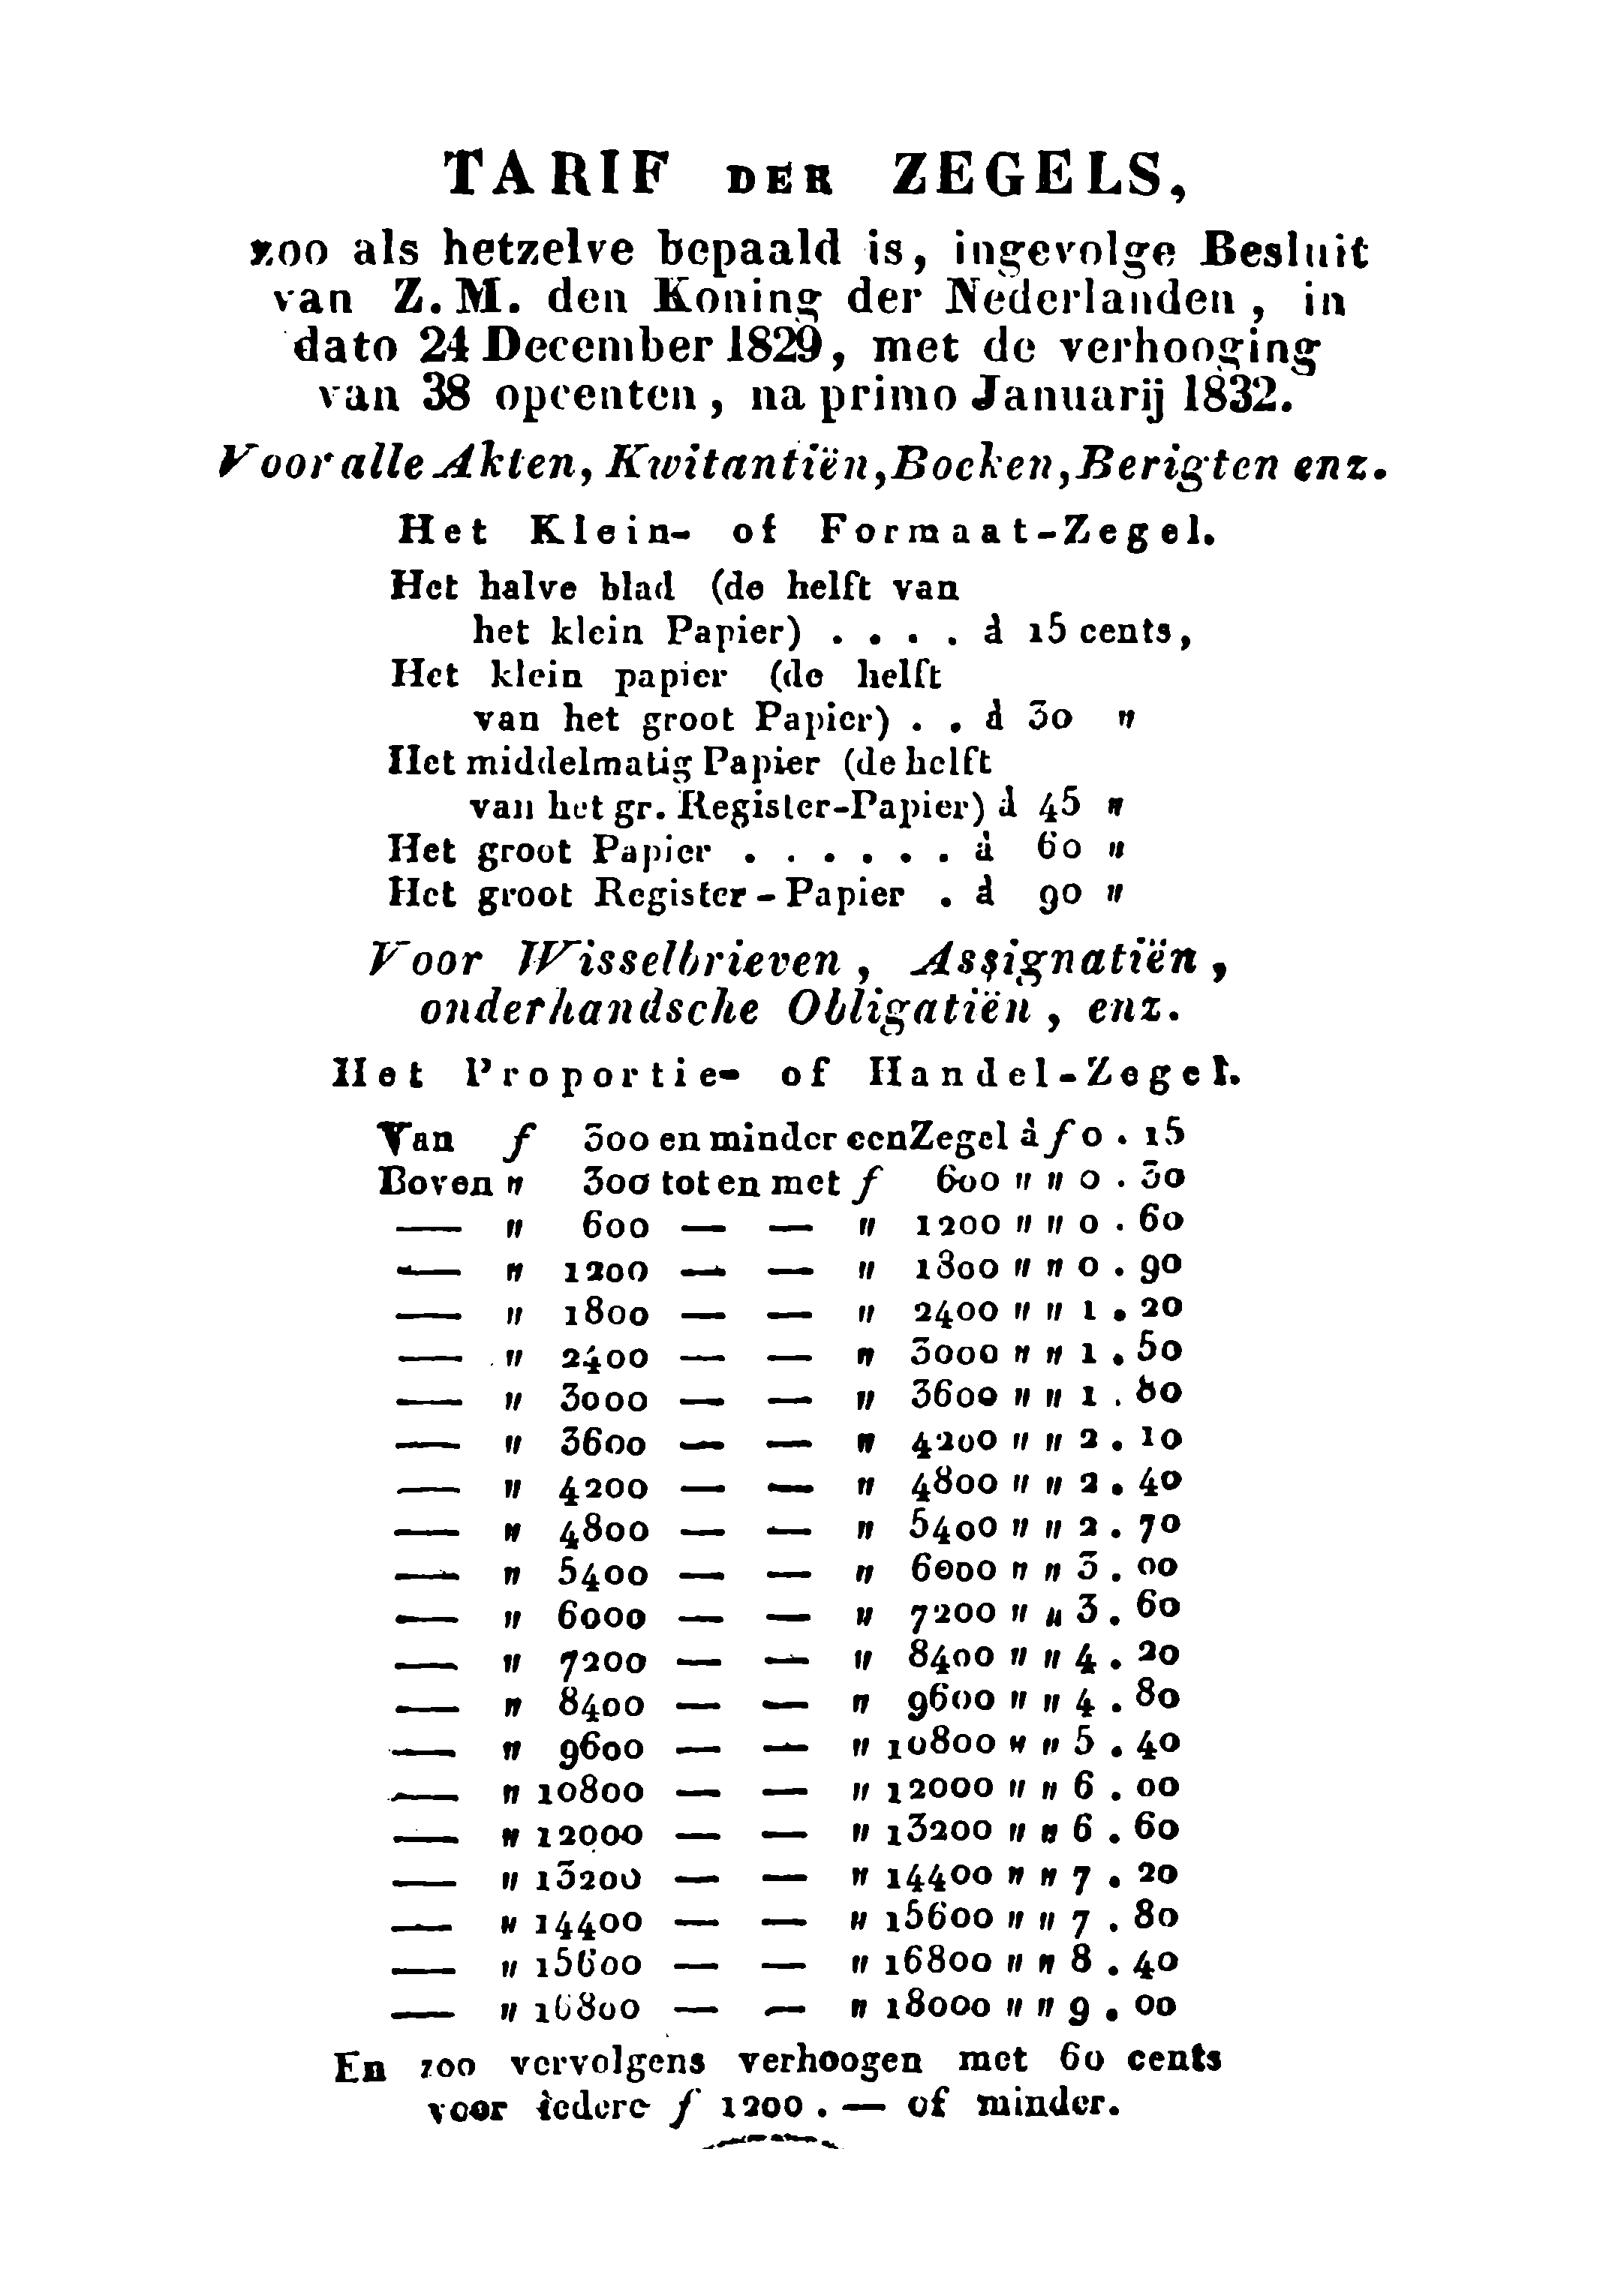 TARIF DER ZEGELS,
zoo als hetzelve bepaald is, ingevolge Besluit
van Z. M. den Koning der Nederlanden, in
dato 24 December 1829, met de verhooging
van 38 opcenten, na primo Januarij 1832.
Voor alle Akten, Kwitantiën, Boeken, Berigten enz.
Het Klein- of Formaat-Zegel.
Het halve blad (de helft van
het klein Papier) . . . . à 15 cents,
Het klein papier (de helft
van het groot Papier) . . à 30 "
Het middelmatig Papier (de helft
van het gr. Register-Papier) à 45 "
Het groot Papier . . . . . . à 60 "
Het groot Register-Papier . à 90 "
Voor Wisselbrieven, Assignatiën,
onderhandsche Obligatiën, enz.
Het Proportie- of Handel-Zegel.
Van f 300 en minder een Zegel à f 0 . 15
Boven " 300 tot en met f 600 " " 0 . 30
— " 600 — — " 1200 " " 0 . 60
— " 1200 — — " 1800 " " 0 . 90
— " 1800 — — " 2400 " " 1 . 20
— " 2400 — — " 3000 " " 1 . 50
— " 3000 — — " 3600 " " 1 . 80
— " 3600 — — " 4200 " " 2 . 10
— " 4200 — — " 4800 " " 2 . 40
— " 4800 — — " 5400 " " 2 . 70
— " 5400 — — " 6000 " " 3 . 00
— " 6000 — — " 7200 " " 3 . 60
— " 7200 — — " 8400 " " 4 . 20
— " 8400 — — " 9600 " " 4 . 80
— " 9600 — — " 10800 " " 5 . 40
— " 10800 — — " 12000 " " 6 . 00
— " 12000 — — " 13200 " " 6 . 60
— " 13200 — — " 14400 " " 7 . 20
— " 14400 — — " 15600 " " 7 . 80
— " 15600 — — " 16800 " " 8 . 40
— " 16800 — — " 18000 " " 9 . 00
En zoo vervolgens verhoogen met 60 cents
voor iedere f 1200 . — of minder.